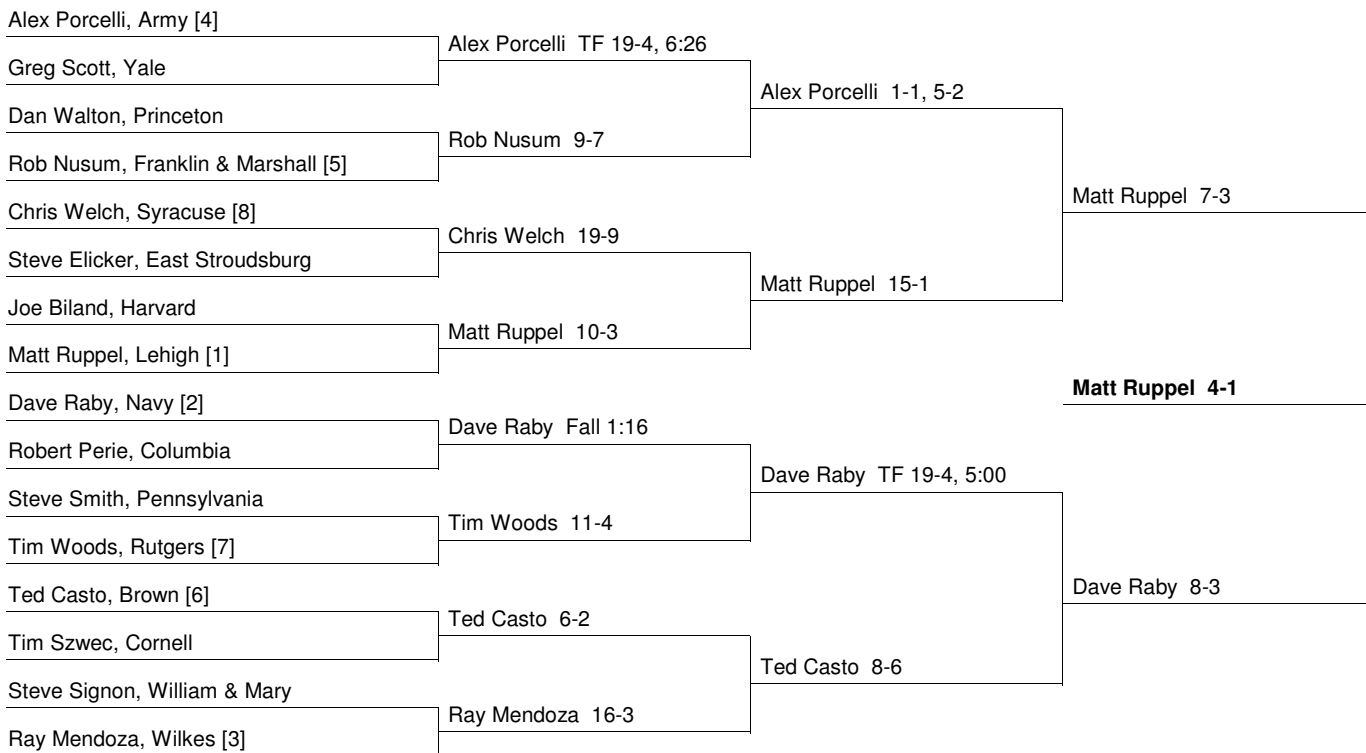 Alex Porcelli, Army [4]
Greg Scott, Yale
Dan Walton, Princeton
Rob Nusum, Franklin & Marshall [5]
Chris Welch, Syracuse [8]
Steve Elicker, East Stroudsburg
Joe Biland, Harvard
Matt Ruppel, Lehigh [1]
Dave Raby, Navy [2]
Robert Perie, Columbia
Steve Smith, Pennsylvania
Tim Woods, Rutgers [7]
Ted Casto, Brown [6]
Tim Szwec, Cornell
Steve Signon, William & Mary
Ray Mendoza, Wilkes [3]
Alex Porcelli TF 19-4, 6:26
Rob Nusum 9-7
Chris Welch 19-9
Matt Ruppel 10-3
Dave Raby Fall 1:16
Tim Woods 11-4
Ted Casto 6-2
Ray Mendoza 16-3
Alex Porcelli 1-1, 5-2
Matt Ruppel 15-1
Dave Raby TF 19-4, 5:00
Ted Casto 8-6
Matt Ruppel 7-3
Matt Ruppel 4-1
Dave Raby 8-3